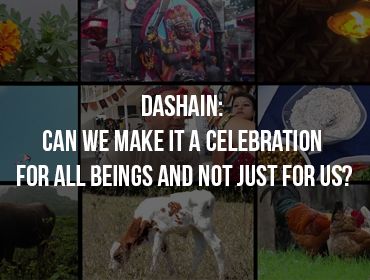 DASHAIN:
CAN WE MAKE IT A CELEBRATION
FOR ALL BEINGS AND NOT JUST FOR US?